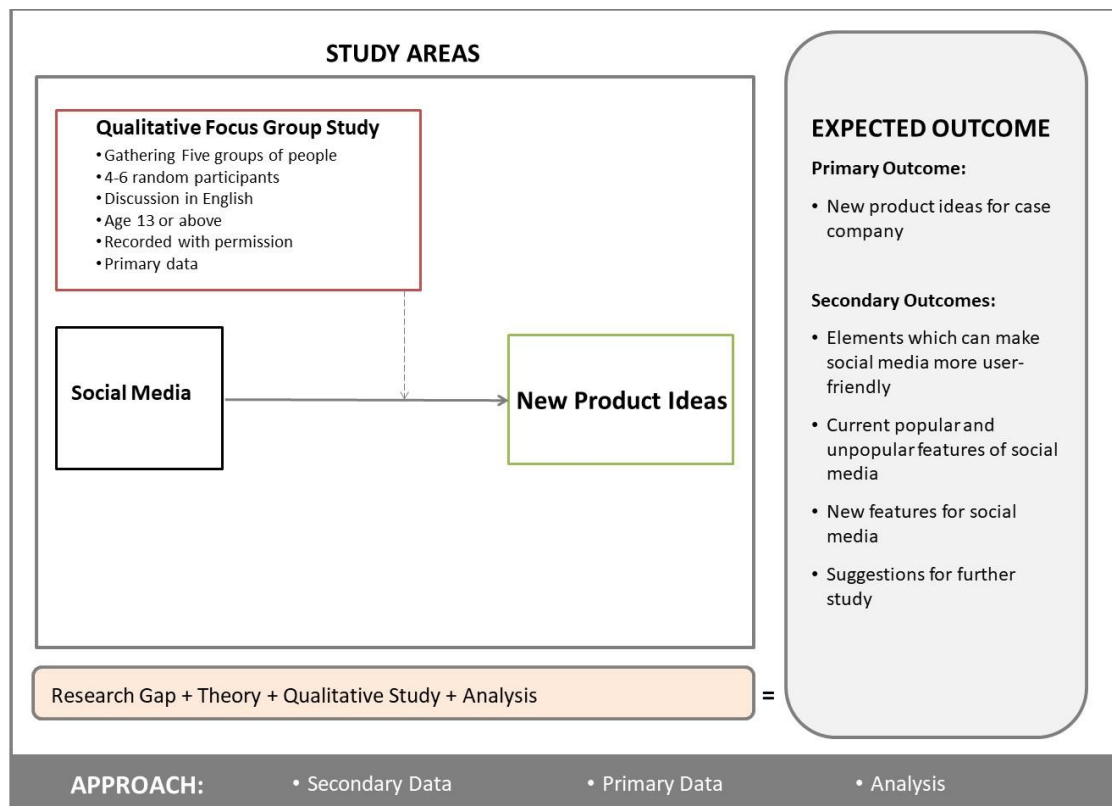 STUDY AREAS
Qualitative Focus Group Study
• Gathering Five groups of people
• 4-6 random participants
• Discussion in English
• Age 13 or above
• Recorded with permission
• Primary data
Social Media
New Product Ideas
Research Gap + Theory + Qualitative Study + Analysis
=
EXPECTED OUTCOME
Primary Outcome:
• New product ideas for case
company
Secondary Outcomes:
• Elements which can make
social media more user-
friendly
• Current popular and
unpopular features of social
media
• New features for social
media
• Suggestions for further
study
APPROACH: • Secondary Data • Primary Data • Analysis